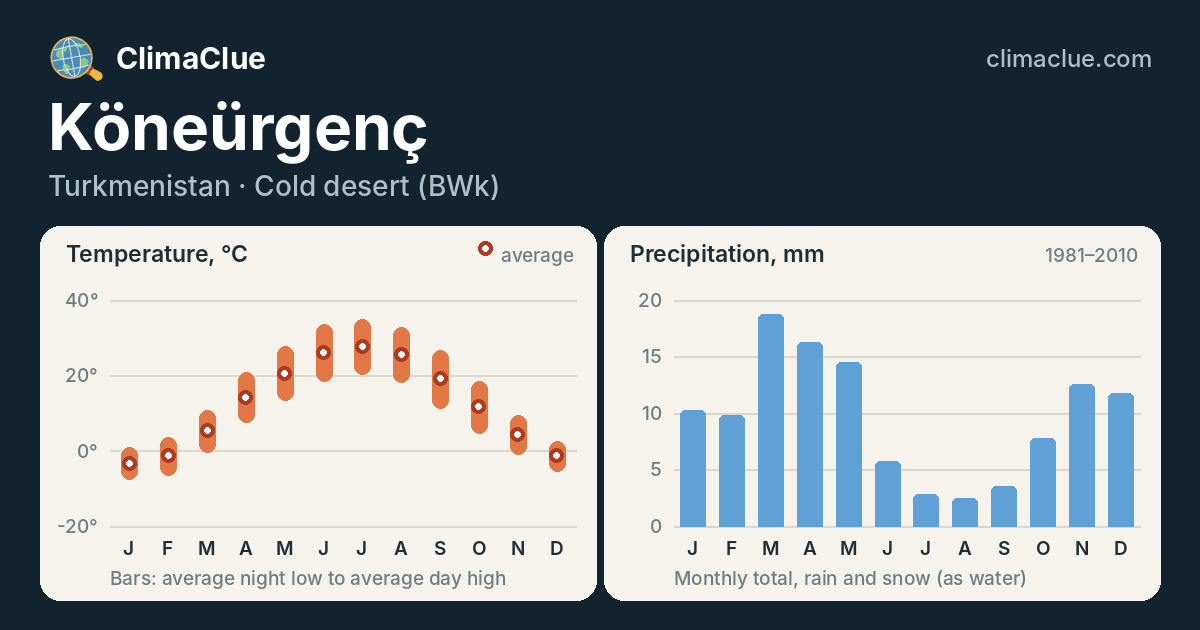 ClimaClue
climaclue.com
Köneürgenç
Turkmenistan · Cold desert (BWk)
Temperature, °C
average
40°
20°
0°
-20°
J F M A M J J A S O N D
Bars: average night low to average day high
Precipitation, mm
1981–2010
20
15
10
5
0
J F M A M J J A S O N D
Monthly total, rain and snow (as water)